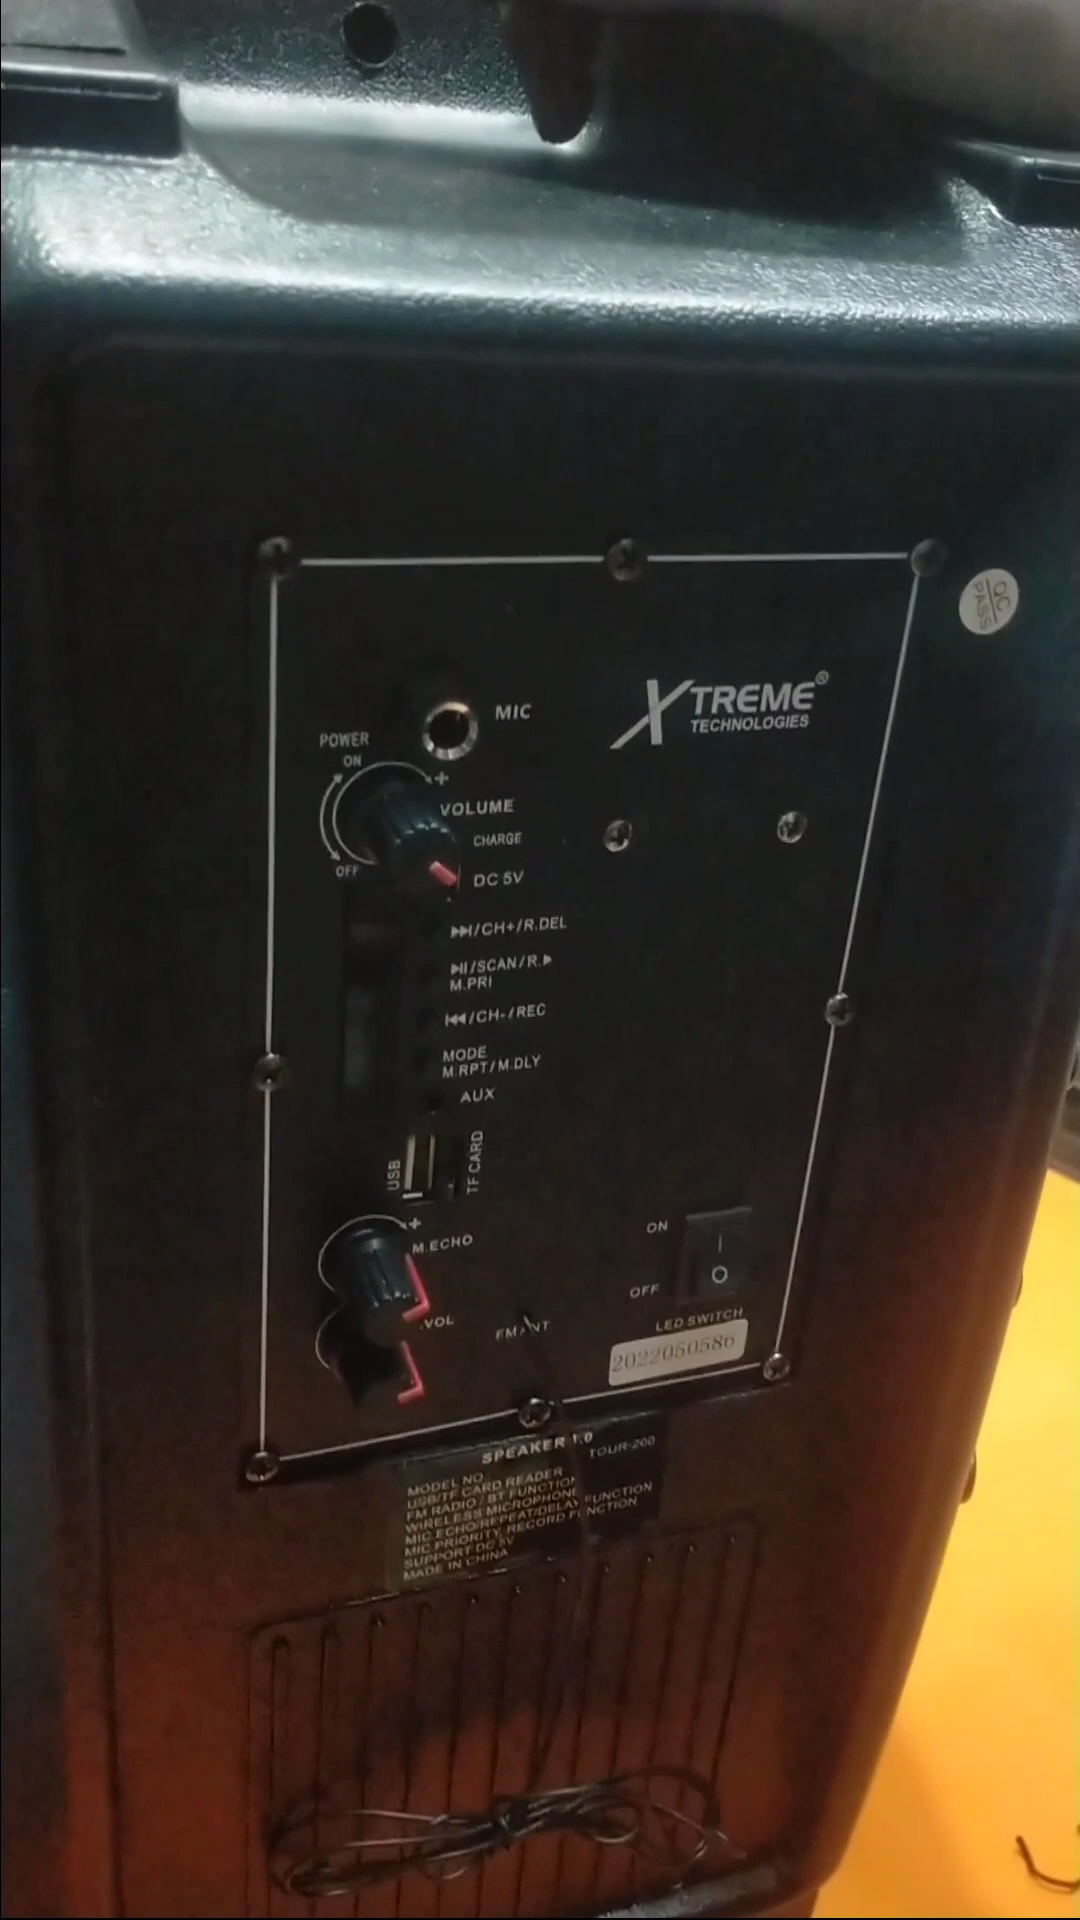 QC
PASS
XTREME®
TECHNOLOGIES
MIC
POWER
ON
+
VOLUME
CHARGE
OFF
DC 5V
⏭/CH+/R.DEL
⏯/SCAN/R.▶
M.PRI
⏮/CH-/REC
MODE
M.RPT/M.DLY
AUX
USB
TF CARD
+
M.ECHO
.VOL
FM ANT
ON
I
O
OFF
LED SWITCH
2022050586
SPEAKER 1.0
MODEL NO TOUR-200
USB/TF CARD READER
FM RADIO / BT FUNCTION
WIRELESS MICROPHONE
MIC ECHO/REPEAT/DELAY FUNCTION
MIC PRIORITY, RECORD FUNCTION
SUPPORT DC 5V
MADE IN CHINA